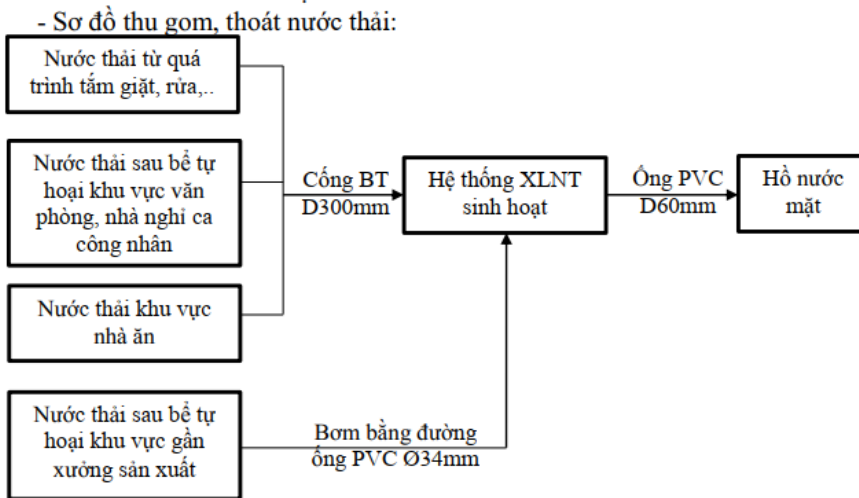 - Sơ đồ thu gom, thoát nước thải:
Nước thải từ quá
trình tắm giặt, rửa,..
Nước thải sau bể tự
hoại khu vực văn
phòng, nhà nghỉ ca
công nhân
Nước thải khu vực
nhà ăn
Nước thải sau bể tự
hoại khu vực gần
xưởng sản xuất
Cống BT
D300mm
Bơm bằng đường
ống PVC Ø34mm
Hệ thống XLNT
sinh hoạt
Ống PVC
D60mm
Hồ nước
mặt